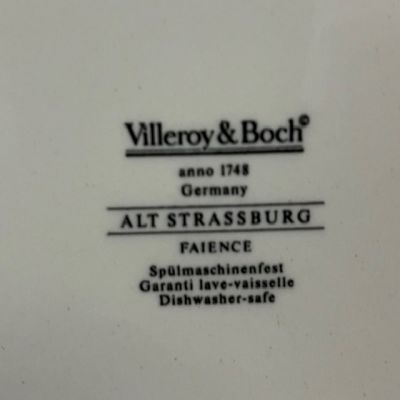 Villeroy & Boch©
anno 1748
Germany
ALT STRASSBURG
FAIENCE
Spülmaschinenfest
Garanti lave-vaisselle
Dishwasher-safe